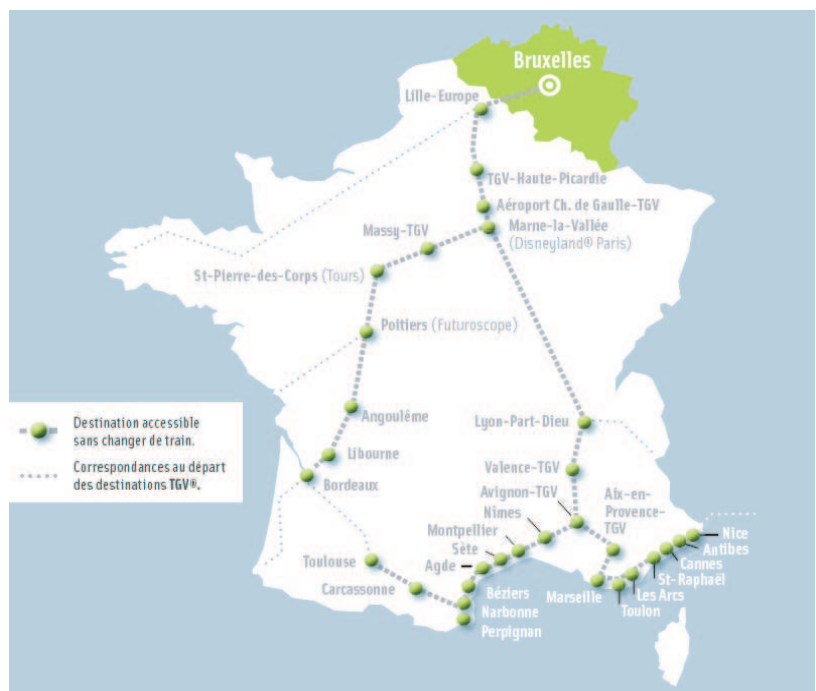 Bruxelles
Lille-Europe
TGV-Haute-Picardie
Aéroport Ch. de Gaulle-TGV
Massy-TGV
Marne-la-Vallée
(Disneyland® Paris)
St-Pierre-des-Corps (Tours)
Poitiers (Futuroscope)
Angoulême
Lyon-Part-Dieu
Destination accessible
sans changer de train.
Correspondances au départ
des destinations TGV®.
Libourne
Bordeaux
Valence-TGV
Avignon-TGV
Nîmes
Aix-en-
Provence-
TGV
Montpellier
Sète
Agde
Toulouse
Carcassonne
Béziers
Narbonne
Perpignan
Marseille
Toulon
Les Arcs
St-Raphaël
Cannes
Antibes
Nice